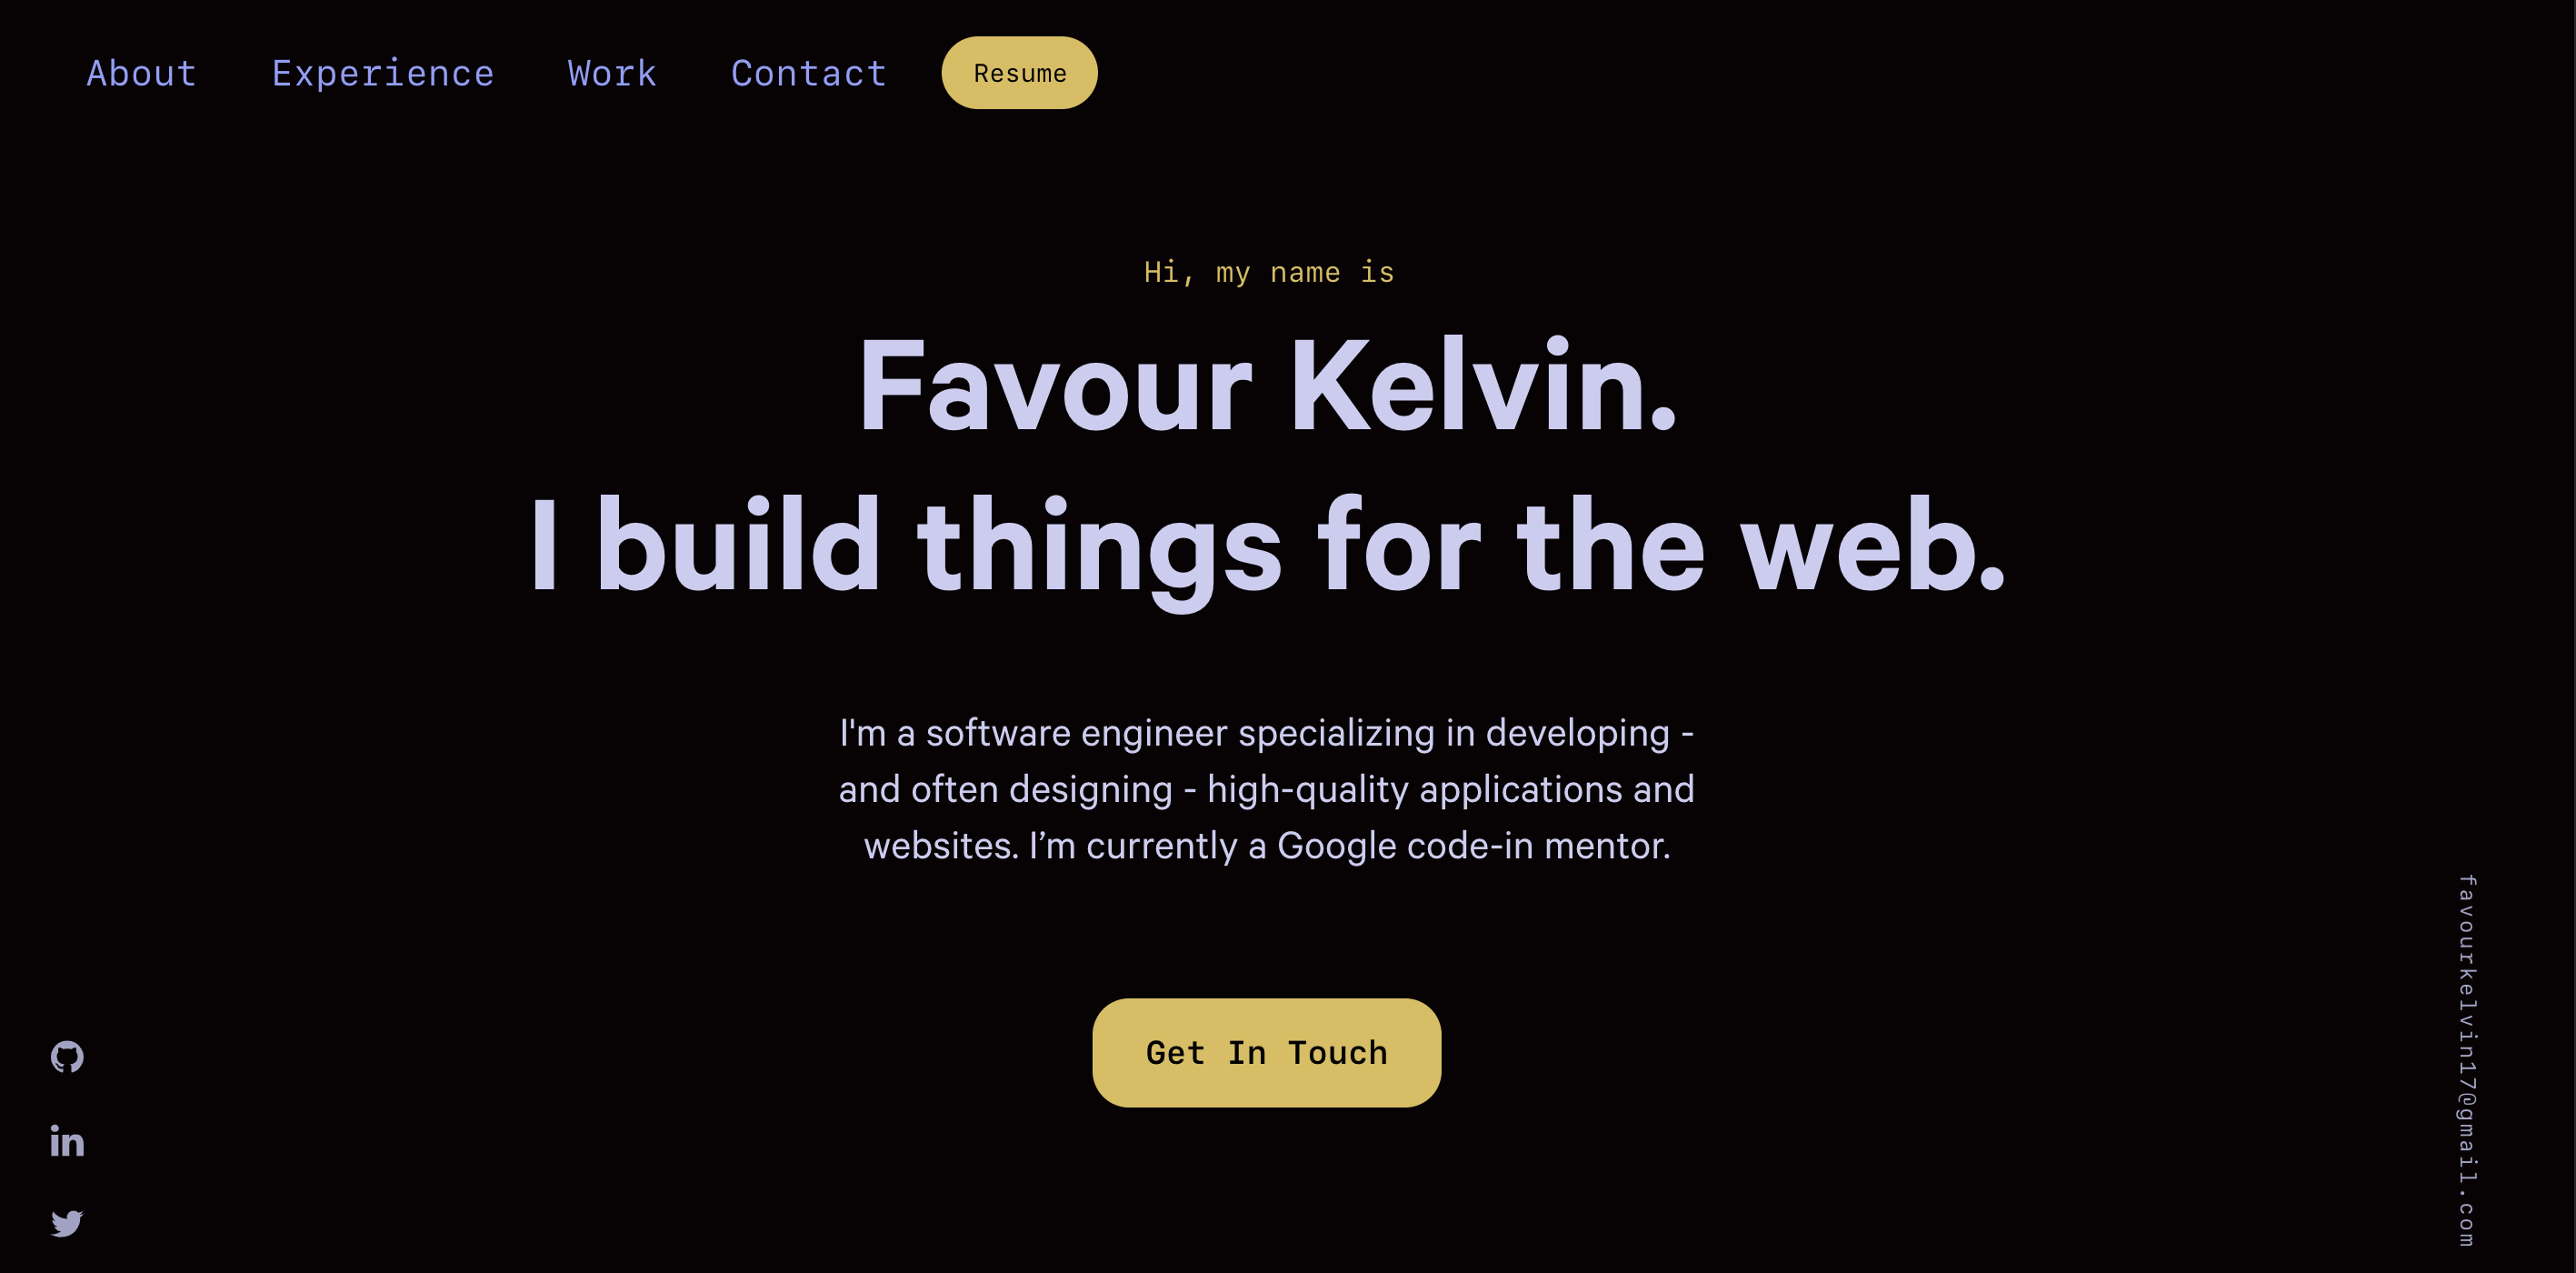 About Experience Work Contact Resume
Hi, my name is
Favour Kelvin.
I build things for the web.
I'm a software engineer specializing in developing -
and often designing - high-quality applications and
websites. I’m currently a Google code-in mentor.
Get In Touch
in
favourkelvin17@gmail.com